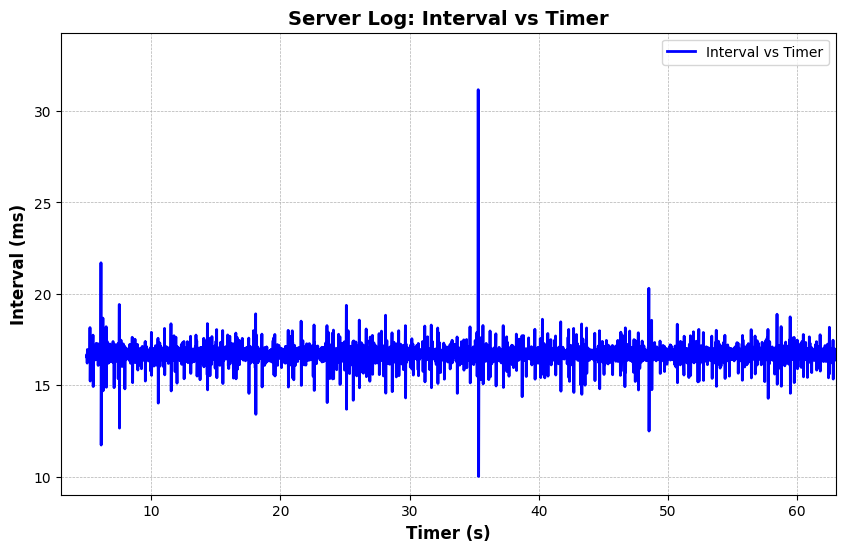 Server Log: Interval vs Timer
Interval vs Timer
Interval (ms)
30
25
20
15
10
10 20 30 40 50 60
Timer (s)